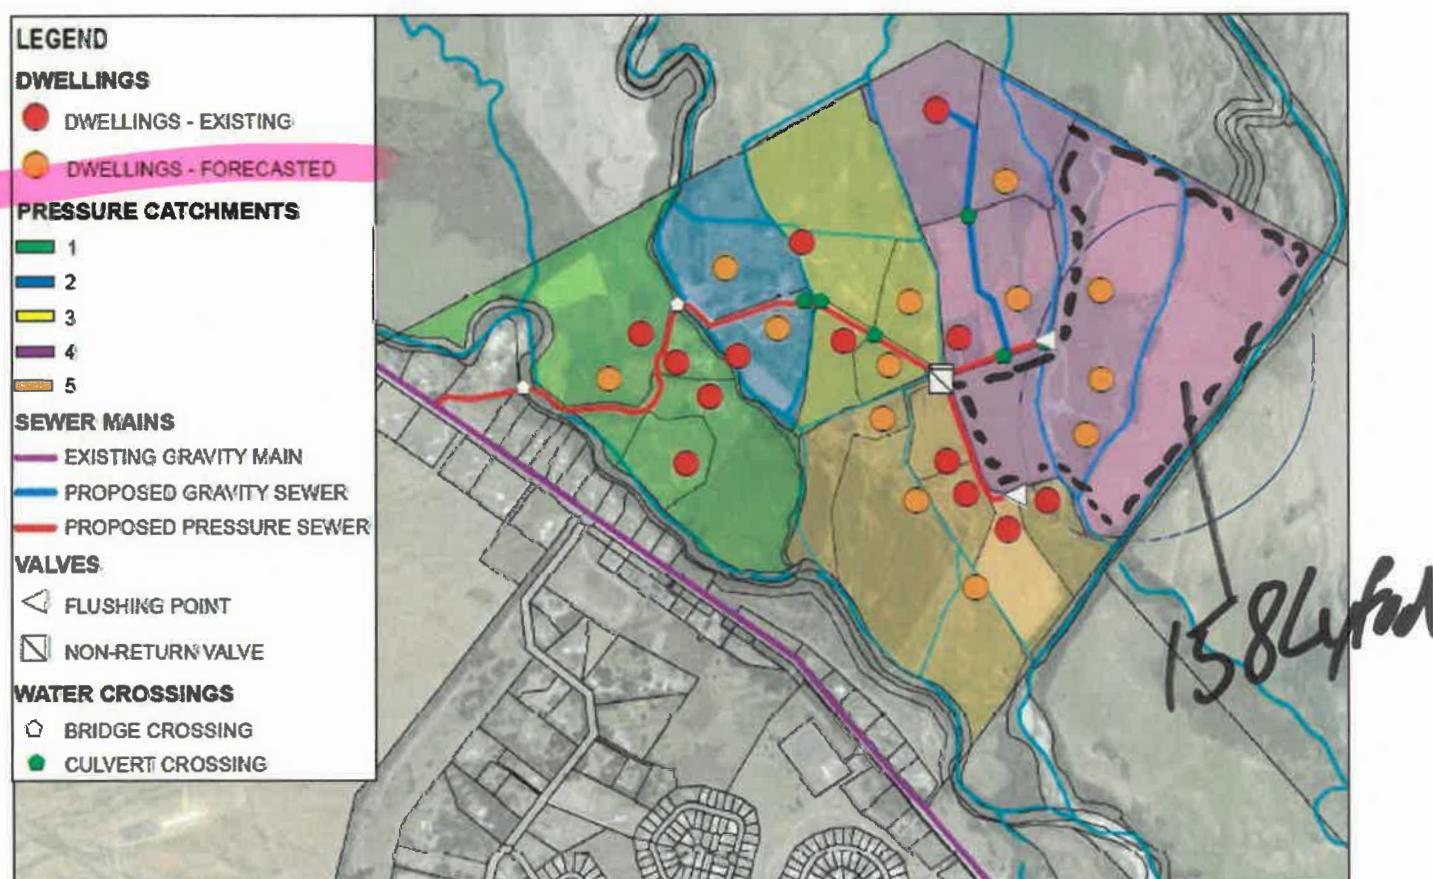 LEGEND
DWELLINGS
DWELLINGS - EXISTING
DWELLINGS - FORECASTED
PRESSURE CATCHMENTS
1
2
3
4
5
SEWER MAINS
EXISTING GRAVITY MAIN
PROPOSED GRAVITY SEWER
PROPOSED PRESSURE SEWER
VALVES
FLUSHING POINT
NON-RETURN VALVE
WATER CROSSINGS
BRIDGE CROSSING
CULVERT CROSSING
158